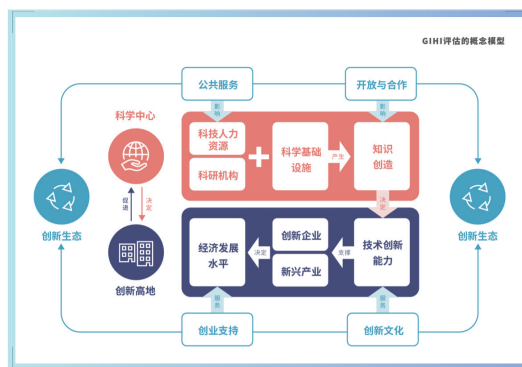 GIHI评估的概念模型
公共服务
开放与合作
影响
影响
科学中心
科技人力
资源
科研机构
科学基础
设施
产生
知识
创造
促进
决定
决定
创新生态
创新生态
创新高地
经济发展
水平
决定
创新企业
新兴产业
支撑
技术创新
能力
服务
服务
创业支持
创新文化